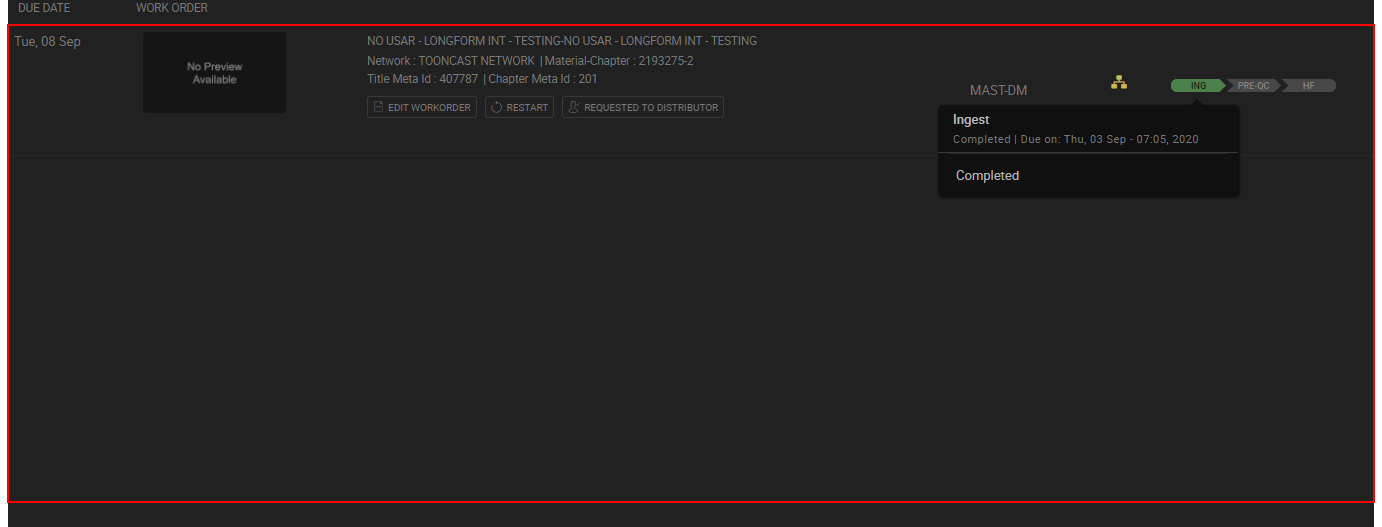 DUE DATE WORK ORDER
Tue, 08 Sep
No Preview
Available
NO USAR - LONGFORM INT - TESTING-NO USAR - LONGFORM INT - TESTING
Network : TOONCAST NETWORK | Material-Chapter : 2193275-2
Title Meta Id : 407787 | Chapter Meta Id : 201
EDIT WORKORDER RESTART REQUESTED TO DISTRIBUTOR
MAST-DM
ING PRE-QC HF
Ingest
Completed | Due on: Thu, 03 Sep - 07:05, 2020
Completed